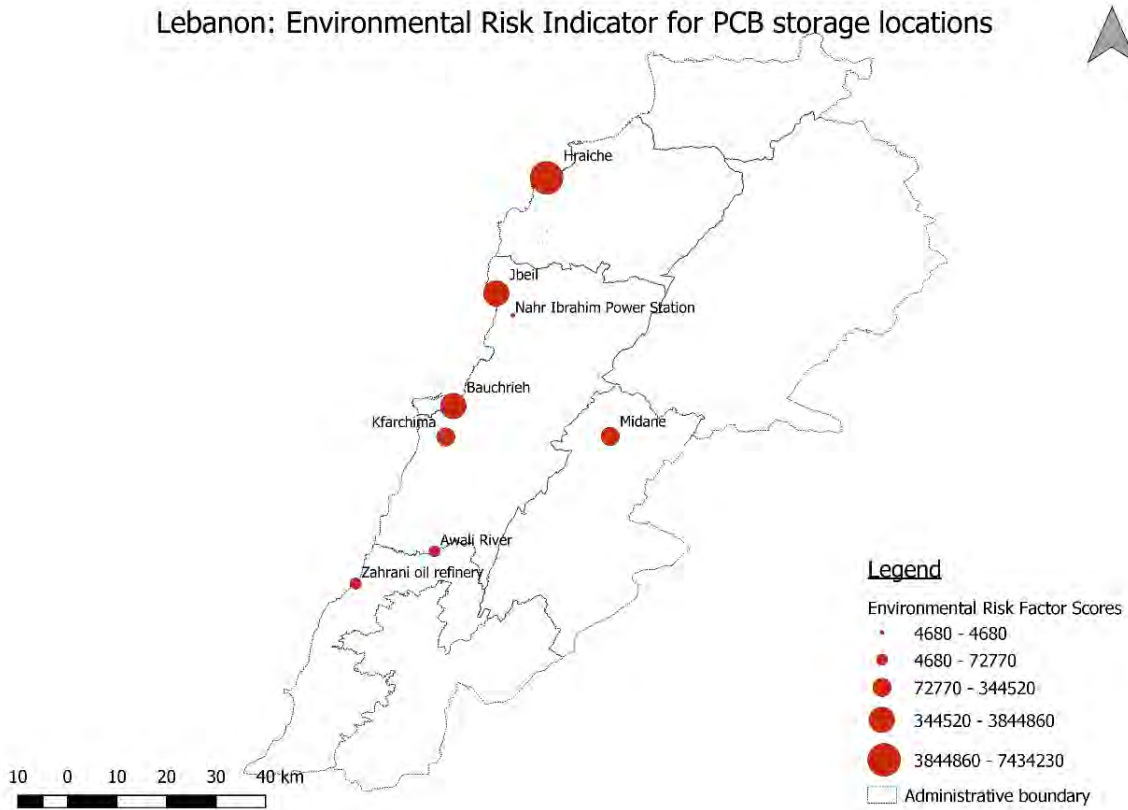 Lebanon: Environmental Risk Indicator for PCB storage locations
Hraiche
Jbeil
Nahr Ibrahim Power Station
Bauchrieh
Kfarchima
Midane
Awali River
Zahrani oil refinery
Legend
Environmental Risk Factor Scores
4680 - 4680
4680 - 72770
72770 - 344520
344520 - 3844860
3844860 - 7434230
Administrative boundary
10 0 10 20 30 40 km